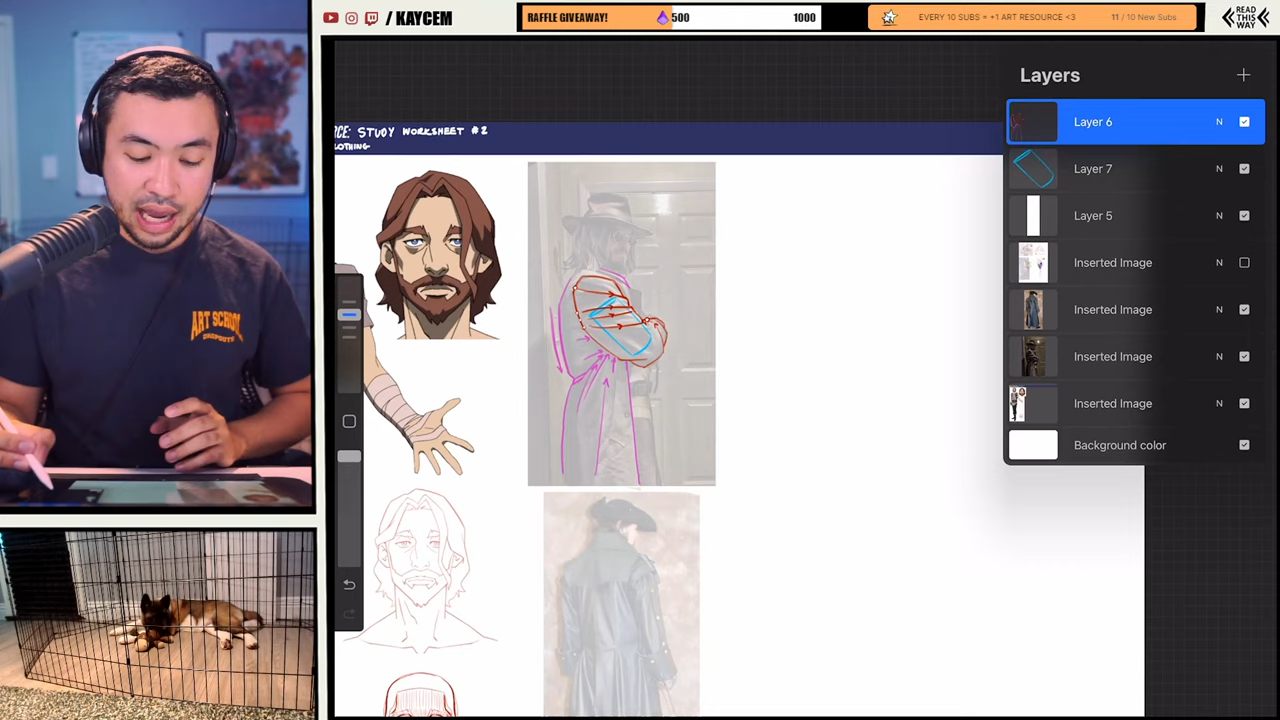 / KAYCEM
RAFFLE GIVEAWAY!
500
1000
EVERY 10 SUBS = +1 ART RESOURCE <3
11 / 10 New Subs
READ
THIS
WAY
STUDY WORKSHEET #2
Layers
Layer 6
N
Layer 7
N
Layer 5
N
Inserted Image
N
Inserted Image
N
Inserted Image
N
Inserted Image
N
Background color
ART SCHOOL
DROPOUTS